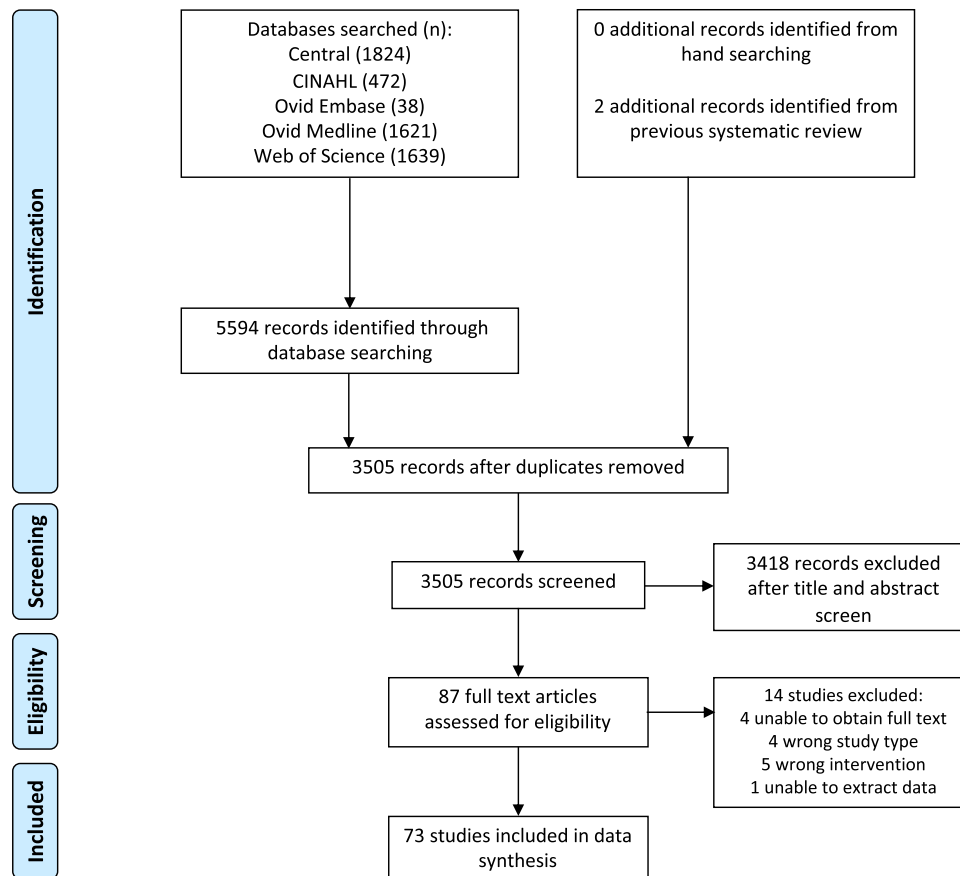 Identification
Databases searched (n):
Central (1824)
CINAHL (472)
Ovid Embase (38)
Ovid Medline (1621)
Web of Science (1639)
0 additional records identified from
hand searching
2 additional records identified from
previous systematic review
5594 records identified through
database searching
3505 records after duplicates removed
Screening
3505 records screened
3418 records excluded
after title and abstract
screen
Eligibility
87 full text articles
assessed for eligibility
14 studies excluded:
4 unable to obtain full text
4 wrong study type
5 wrong intervention
1 unable to extract data
Included
73 studies included in data
synthesis